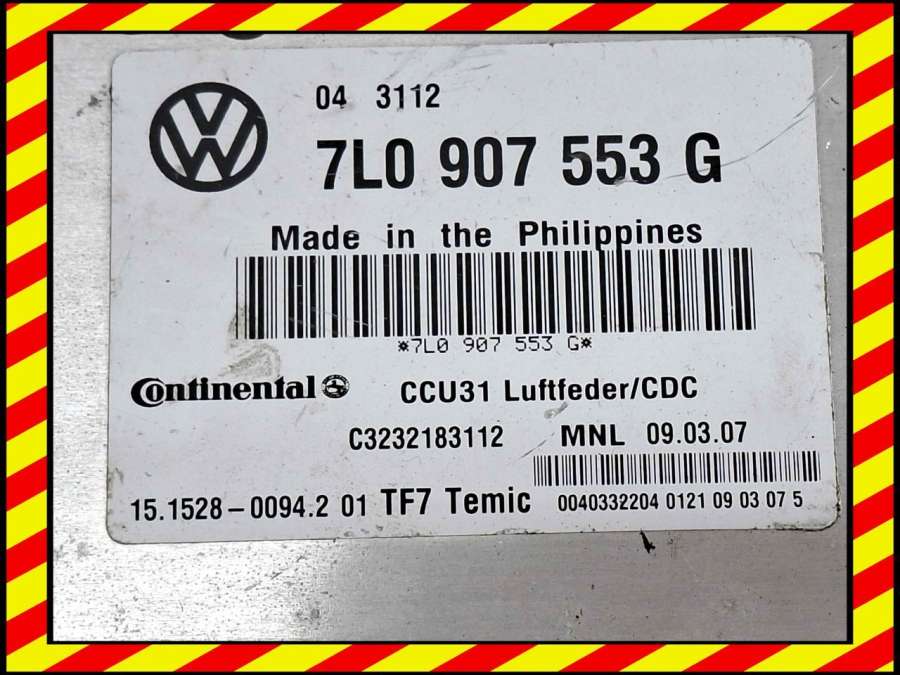 04 3112
7L0 907 553 G
Made in the Philippines
*7L0 907 553 G*
Continental CCU31 Luftfeder/CDC
C3232183112 MNL 09.03.07
15.1528-0094.2 01 TF7 Temic 0040332204 0121 09 03 07 5